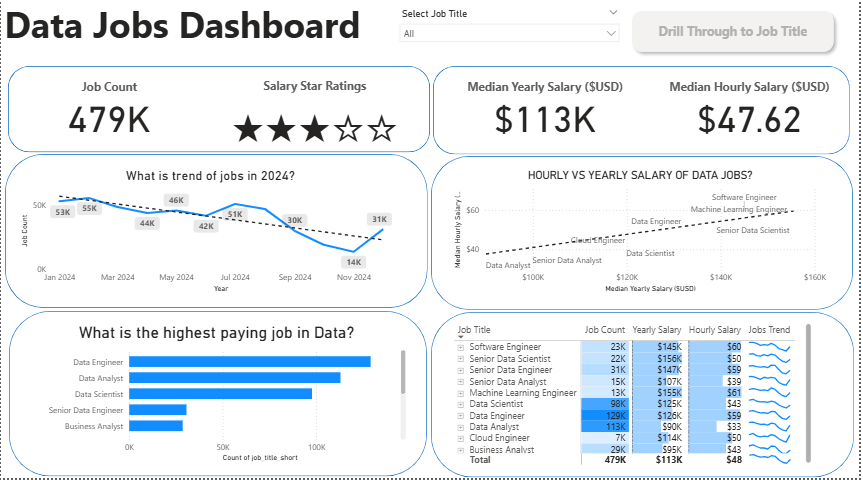 Data Jobs Dashboard
Select Job Title
All
Drill Through to Job Title
Job Count
479K
Salary Star Ratings
★★★☆☆
Median Yearly Salary ($USD)
$113K
Median Hourly Salary ($USD)
$47.62
What is trend of jobs in 2024?
Job Count
50K
0K
53K
55K
44K
46K
42K
51K
30K
14K
31K
Jan 2024
Mar 2024
May 2024
Jul 2024
Sep 2024
Nov 2024
Year
HOURLY VS YEARLY SALARY OF DATA JOBS?
Median Hourly Salary (...
$60
$40
Software Engineer
Machine Learning Engineer
Data Engineer
Senior Data Scientist
Cloud Engineer
Data Scientist
Senior Data Analyst
Data Analyst
$100K
$120K
$140K
$160K
Median Yearly Salary ($USD)
What is the highest paying job in Data?
Data Engineer
Data Analyst
Data Scientist
Senior Data Engineer
Business Analyst
0K
50K
100K
Count of job_title_short
Job Title Job Count Yearly Salary Hourly Salary Jobs Trend
Software Engineer 23K $145K $60
Senior Data Scientist 22K $156K $50
Senior Data Engineer 31K $147K $59
Senior Data Analyst 15K $107K $39
Machine Learning Engineer 13K $155K $61
Data Scientist 98K $125K $43
Data Engineer 129K $126K $59
Data Analyst 113K $90K $33
Cloud Engineer 7K $114K $50
Business Analyst 29K $95K $43
Total 479K $113K $48